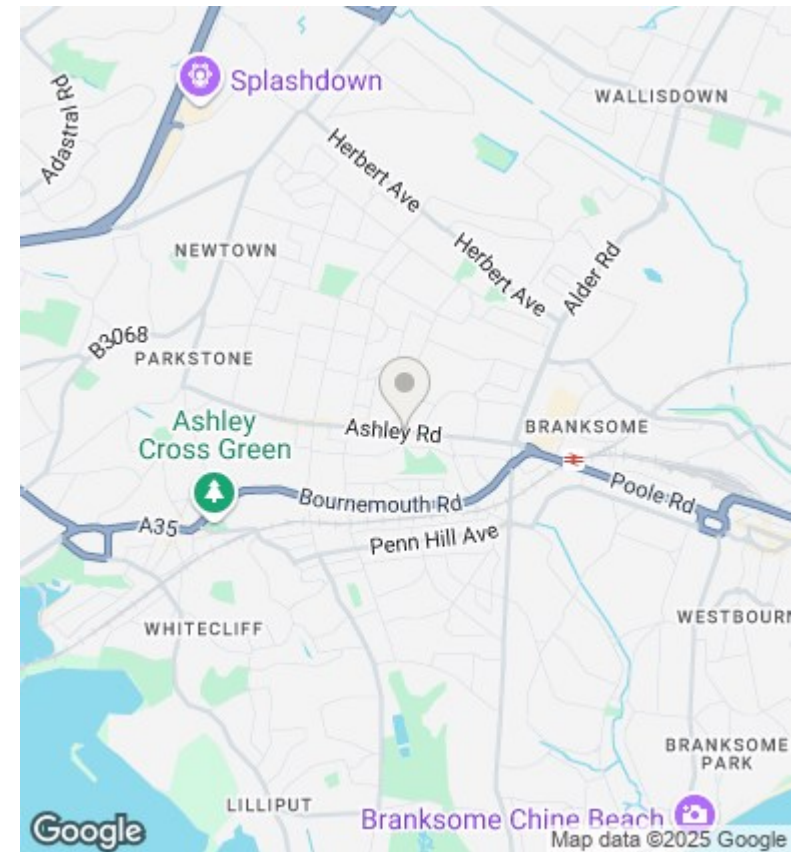 Splashdown
WALLISDOWN
Adastral Rd
Herbert Ave
Herbert Ave
Alder Rd
NEWTOWN
B3068
PARKSTONE
Ashley
Cross Green
Ashley Rd
BRANKSOME
Bournemouth Rd
Poole Rd
A35
Penn Hill Ave
WHITECLIFF
WESTBOURN
BRANKSOME
PARK
LILLIPUT
Branksome Chine Beach
Google
Map data ©2025 Google